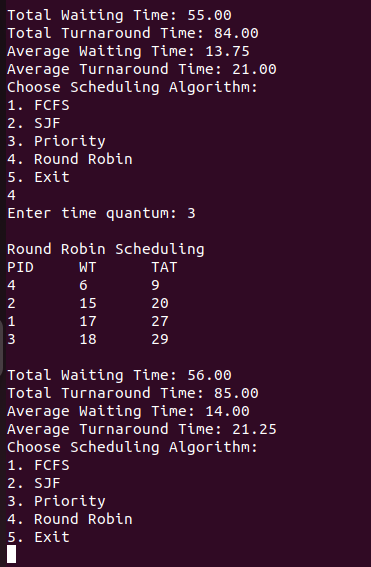 Total Waiting Time: 55.00
Total Turnaround Time: 84.00
Average Waiting Time: 13.75
Average Turnaround Time: 21.00
Choose Scheduling Algorithm:
1. FCFS
2. SJF
3. Priority
4. Round Robin
5. Exit
4
Enter time quantum: 3

Round Robin Scheduling
PID WT TAT
4 6 9
2 15 20
1 17 27
3 18 29

Total Waiting Time: 56.00
Total Turnaround Time: 85.00
Average Waiting Time: 14.00
Average Turnaround Time: 21.25
Choose Scheduling Algorithm:
1. FCFS
2. SJF
3. Priority
4. Round Robin
5. Exit